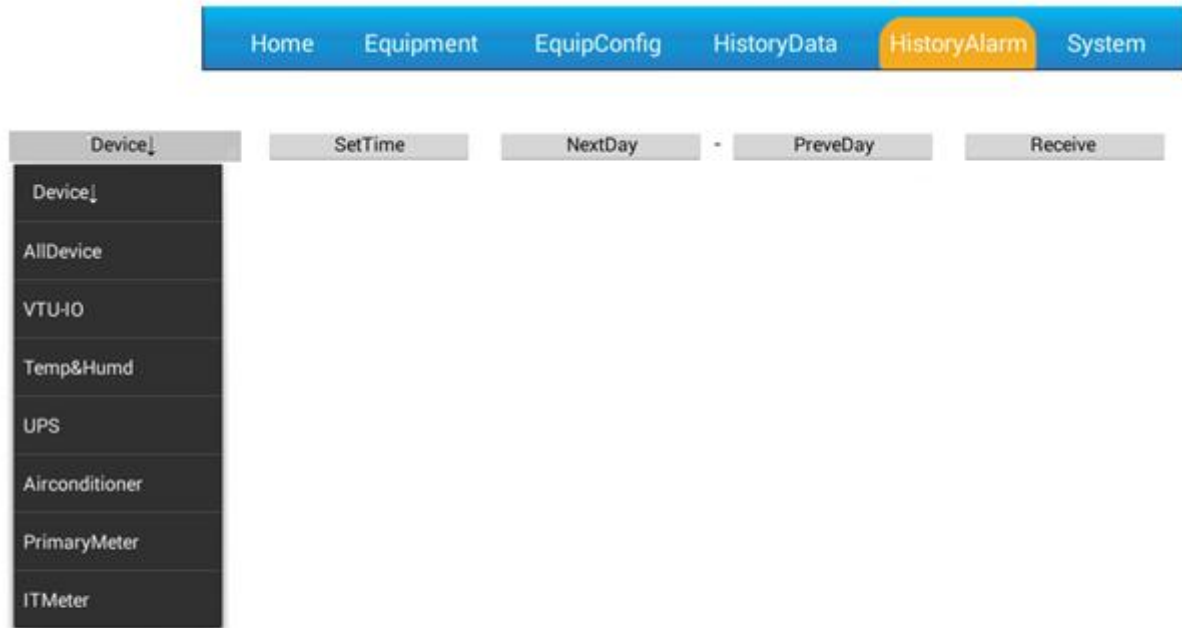 Home Equipment EquipConfig HistoryData HistoryAlarm System
Device↓ SetTime NextDay - PreveDay Receive
Device↓
AllDevice
VTU-IO
Temp&Humd
UPS
Airconditioner
PrimaryMeter
ITMeter